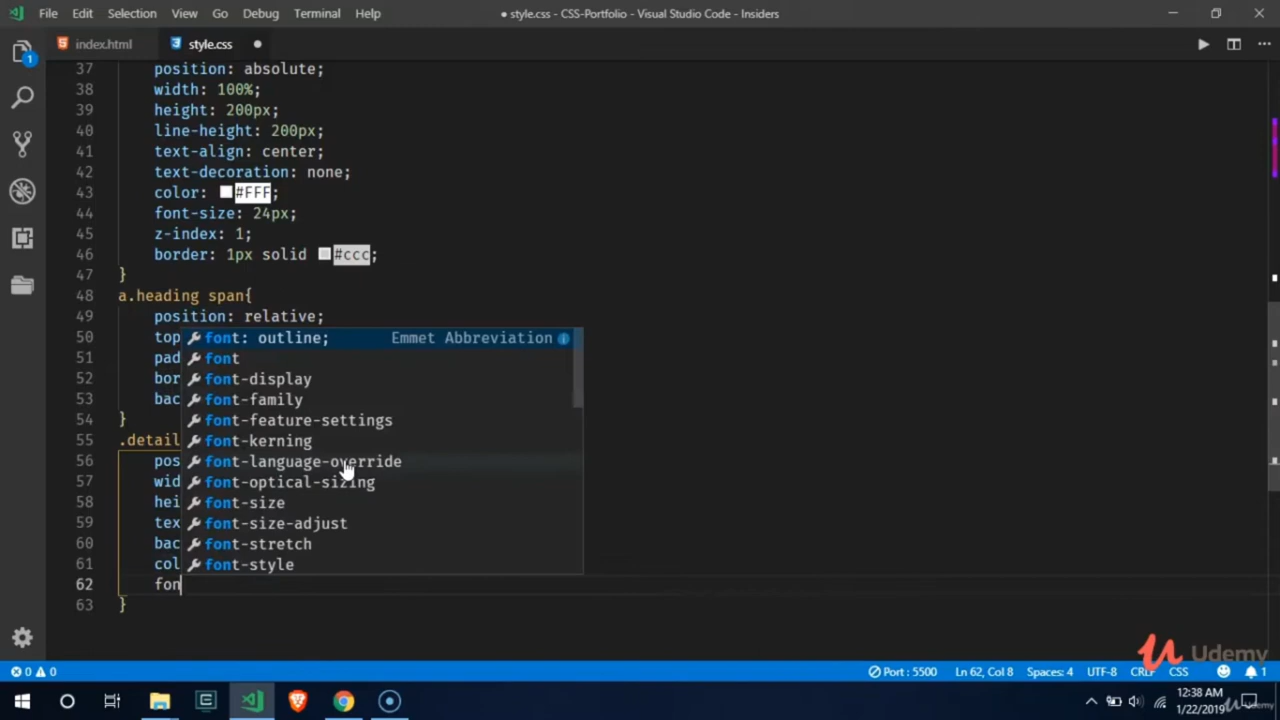 File Edit Selection View Go Debug Terminal Help
● style.css - CSS-Portfolio - Visual Studio Code - Insiders
index.html
style.css
37 position: absolute;
38 width: 100%;
39 height: 200px;
40 line-height: 200px;
41 text-align: center;
42 text-decoration: none;
43 color: #FFF;
44 font-size: 24px;
45 z-index: 1;
46 border: 1px solid #ccc;
47 }
48 a.heading span{
49 position: relative;
50 top
font: outline; Emmet Abbreviation
51 pad
font
52 bor
font-display
53 bac
font-family
54 }
font-feature-settings
55 .detail
font-kerning
56 pos
font-language-override
57 wid
font-optical-sizing
58 hei
font-size
59 tex
font-size-adjust
60 bac
font-stretch
61 col
font-style
62 fon
63 }
1
0 0
Port : 5500
Ln 62, Col 8
Spaces: 4
UTF-8
CRLF
CSS
1
12:38 AM
1/22/2019
Udemy
Udemy